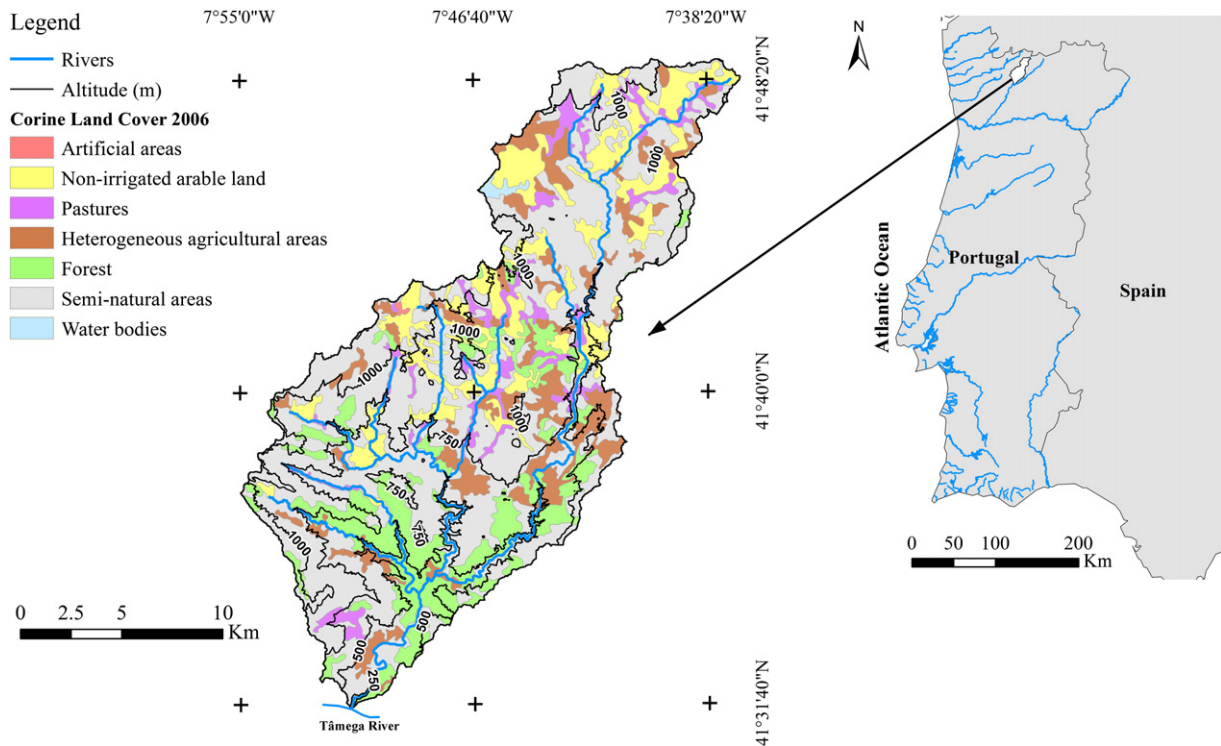 Legend
Rivers
Altitude (m)
Corine Land Cover 2006
Artificial areas
Non-irrigated arable land
Pastures
Heterogeneous agricultural areas
Forest
Semi-natural areas
Water bodies
0 2.5 5 10
Km
7°55'0"W 7°46'40"W 7°38'20"W
41°48'20"N
41°40'0"N
41°31'40"N
1000
1000
1000
1000
1000
1000
750
750
750
1000
500
500
250
Tâmega River
N
Atlantic Ocean
Portugal
Spain
0 50 100 200
Km